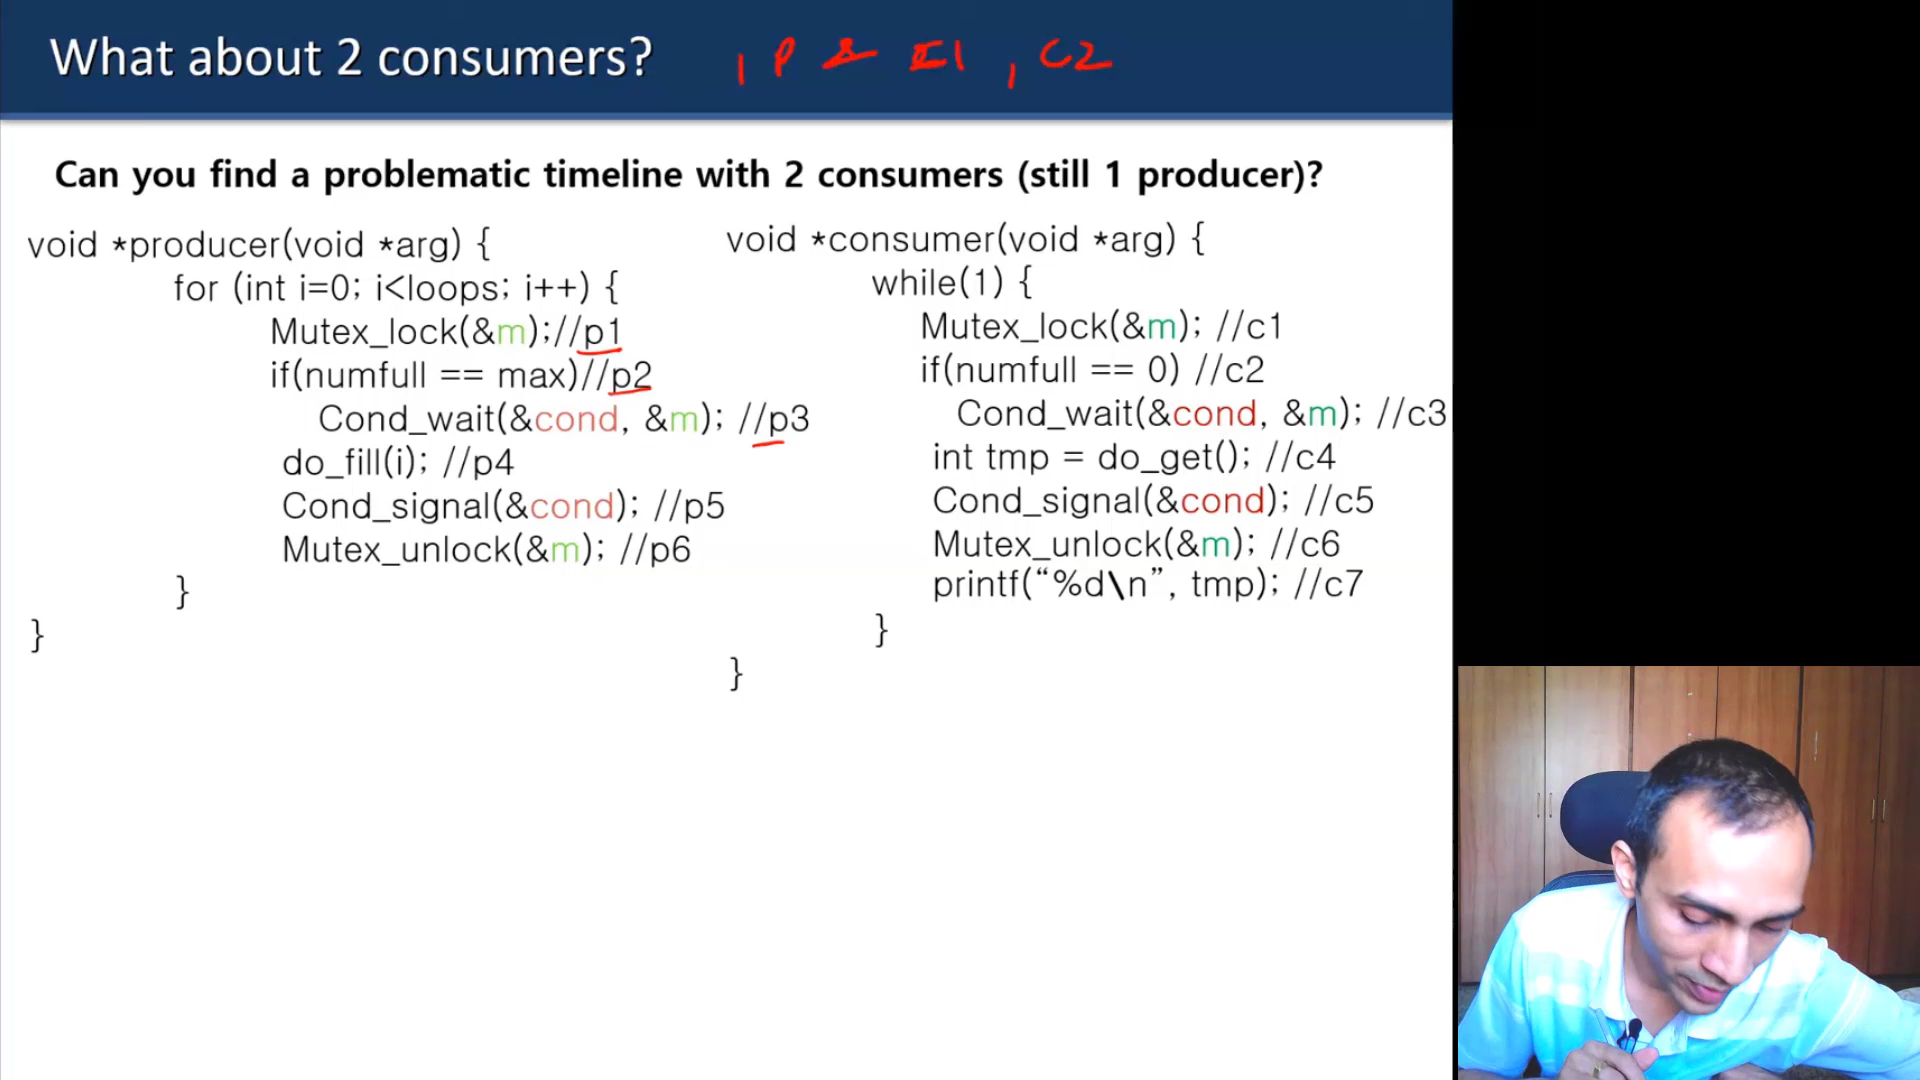 What about 2 consumers? 1 P & C1, C2
Can you find a problematic timeline with 2 consumers (still 1 producer)?
void *producer(void *arg) {
for (int i=0; i<loops; i++) {
Mutex_lock(&m);//p1
if(numfull == max)//p2
Cond_wait(&cond, &m); //p3
do_fill(i); //p4
Cond_signal(&cond); //p5
Mutex_unlock(&m); //p6
}
}
void *consumer(void *arg) {
while(1) {
Mutex_lock(&m); //c1
if(numfull == 0) //c2
Cond_wait(&cond, &m); //c3
int tmp = do_get(); //c4
Cond_signal(&cond); //c5
Mutex_unlock(&m); //c6
printf(“%d\n”, tmp); //c7
}
}